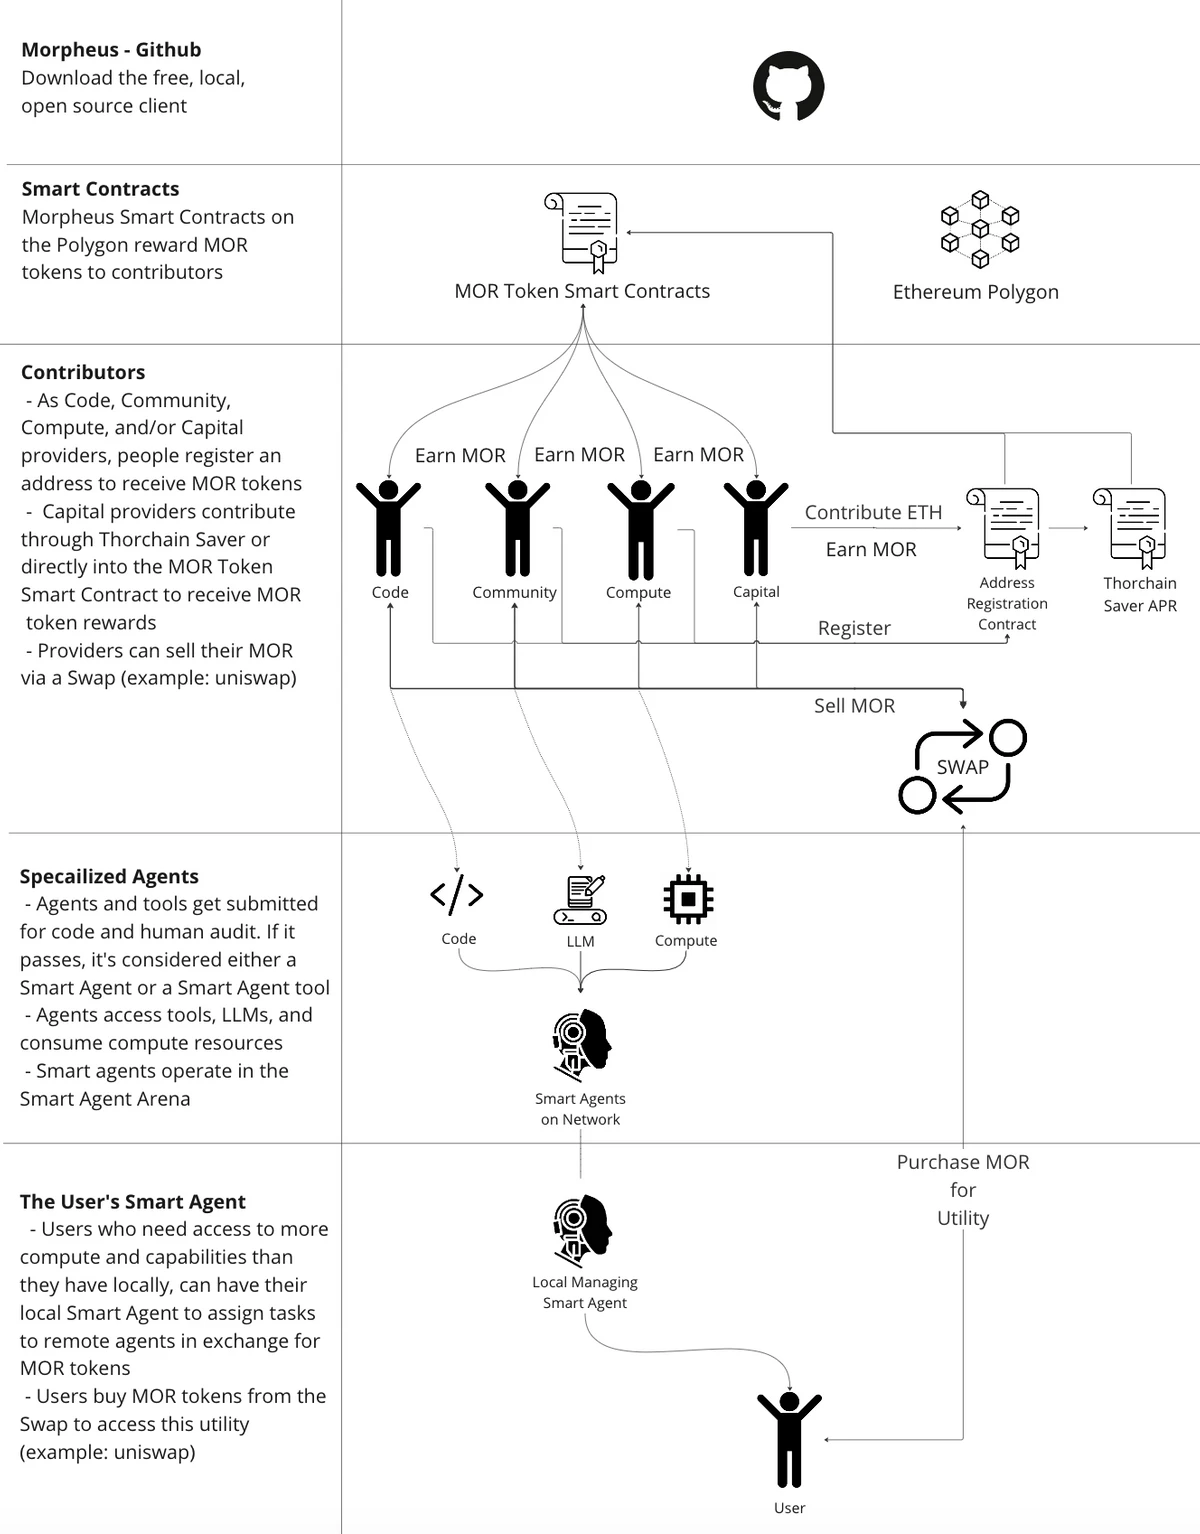 Morpheus - Github
Download the free, local,
open source client
Smart Contracts
Morpheus Smart Contracts on
the Polygon reward MOR
tokens to contributors
MOR Token Smart Contracts
Ethereum Polygon
Contributors
- As Code, Community,
Compute, and/or Capital
providers, people register an
address to receive MOR tokens
- Capital providers contribute
through Thorchain Saver or
directly into the MOR Token
Smart Contract to receive MOR
token rewards
- Providers can sell their MOR
via a Swap (example: uniswap)
Earn MOR
Earn MOR
Earn MOR
Code
Community
Compute
Capital
Contribute ETH
Earn MOR
Address
Registration
Contract
Thorchain
Saver APR
Register
Sell MOR
SWAP
Specailized Agents
- Agents and tools get submitted
for code and human audit. If it
passes, it's considered either a
Smart Agent or a Smart Agent tool
- Agents access tools, LLMs, and
consume compute resources
- Smart agents operate in the
Smart Agent Arena
Code
LLM
Compute
Smart Agents
on Network
The User's Smart Agent
- Users who need access to more
compute and capabilities than
they have locally, can have their
local Smart Agent to assign tasks
to remote agents in exchange for
MOR tokens
- Users buy MOR tokens from the
Swap to access this utility
(example: uniswap)
Local Managing
Smart Agent
Purchase MOR
for
Utility
User